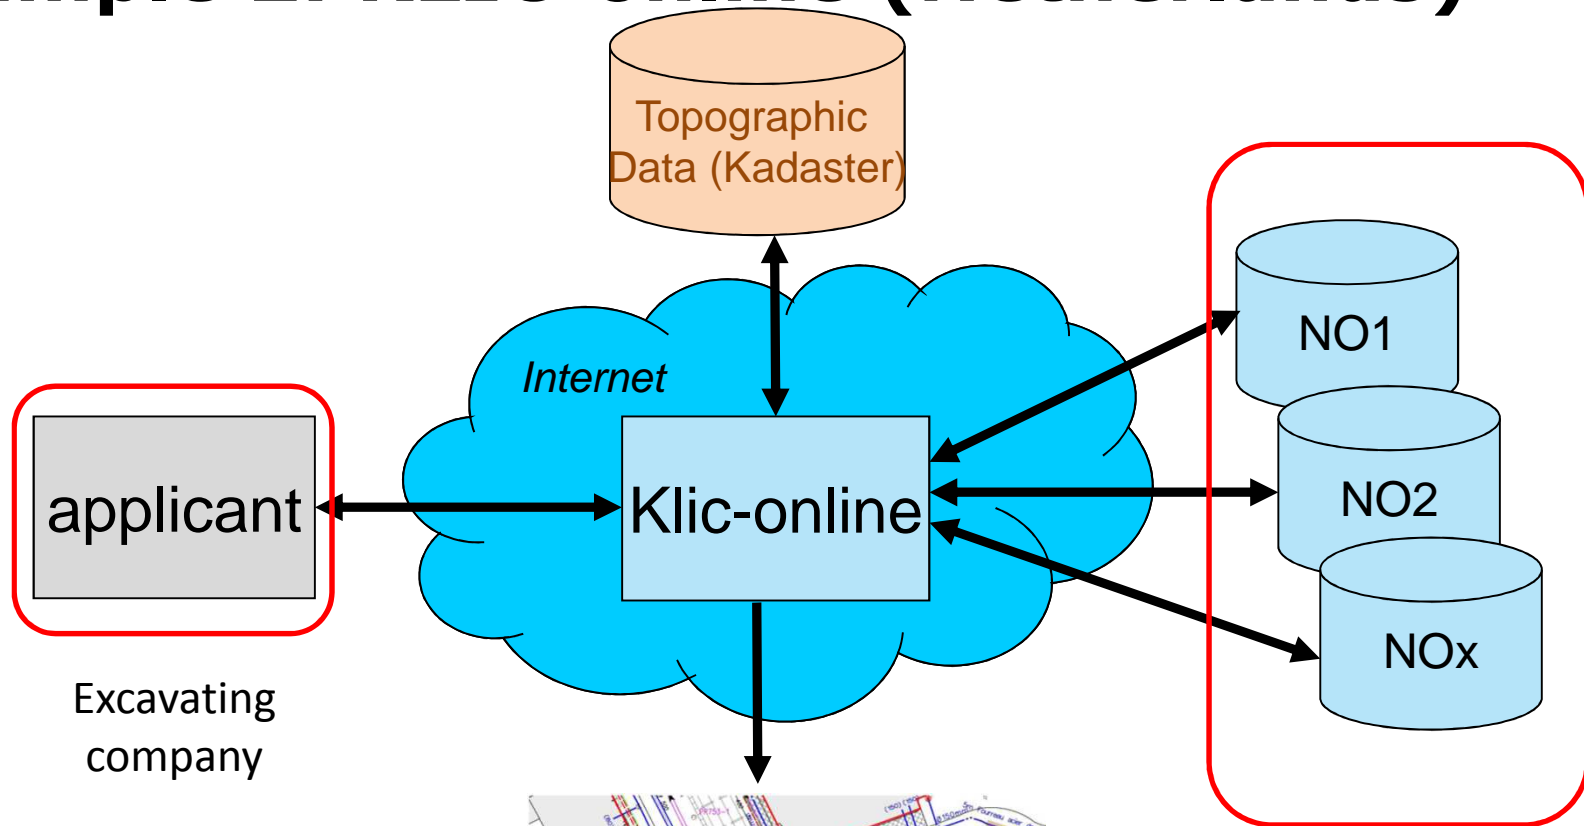 Topographic
Data (Kadaster)
Internet
NO1
applicant
Klic-online
NO2
NOx
Excavating
company